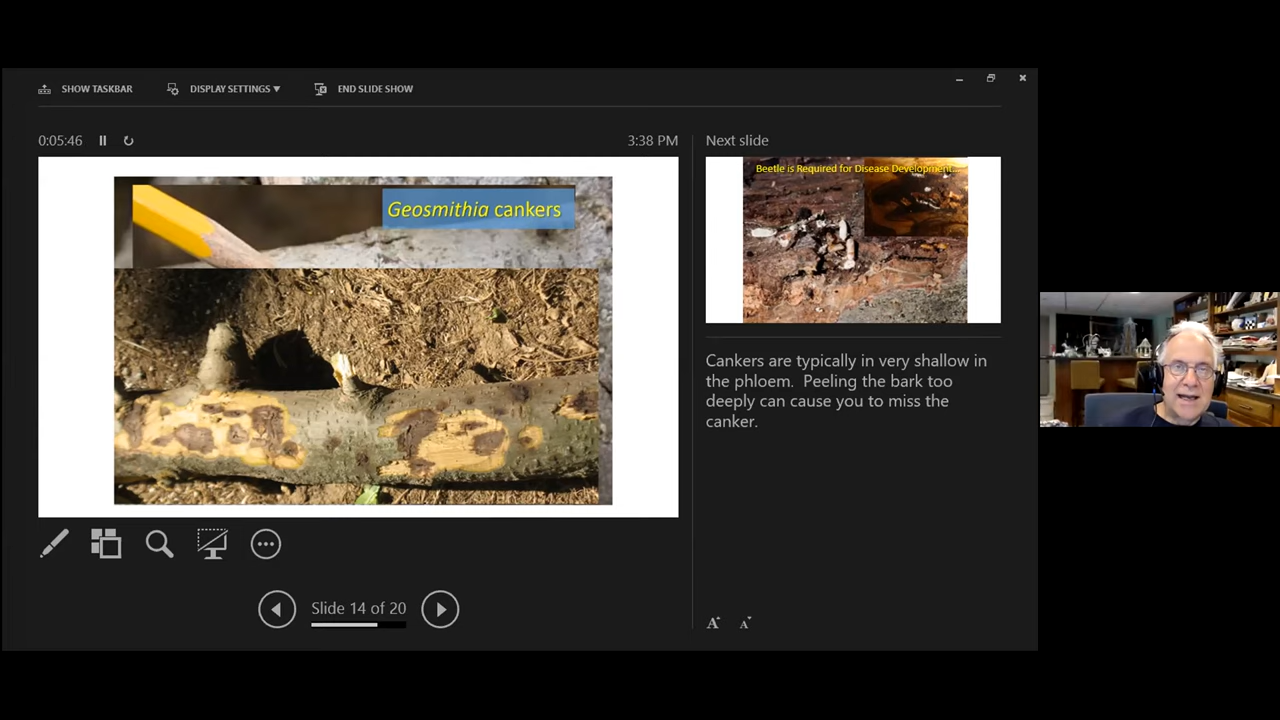 SHOW TASKBAR
DISPLAY SETTINGS ▼
END SLIDE SHOW
0:05:46
3:38 PM
Next slide
Geosmithia cankers
Beetle is Required for Disease Development...
Cankers are typically in very shallow in
the phloem. Peeling the bark too
deeply can cause you to miss the
canker.
Slide 14 of 20
A
A